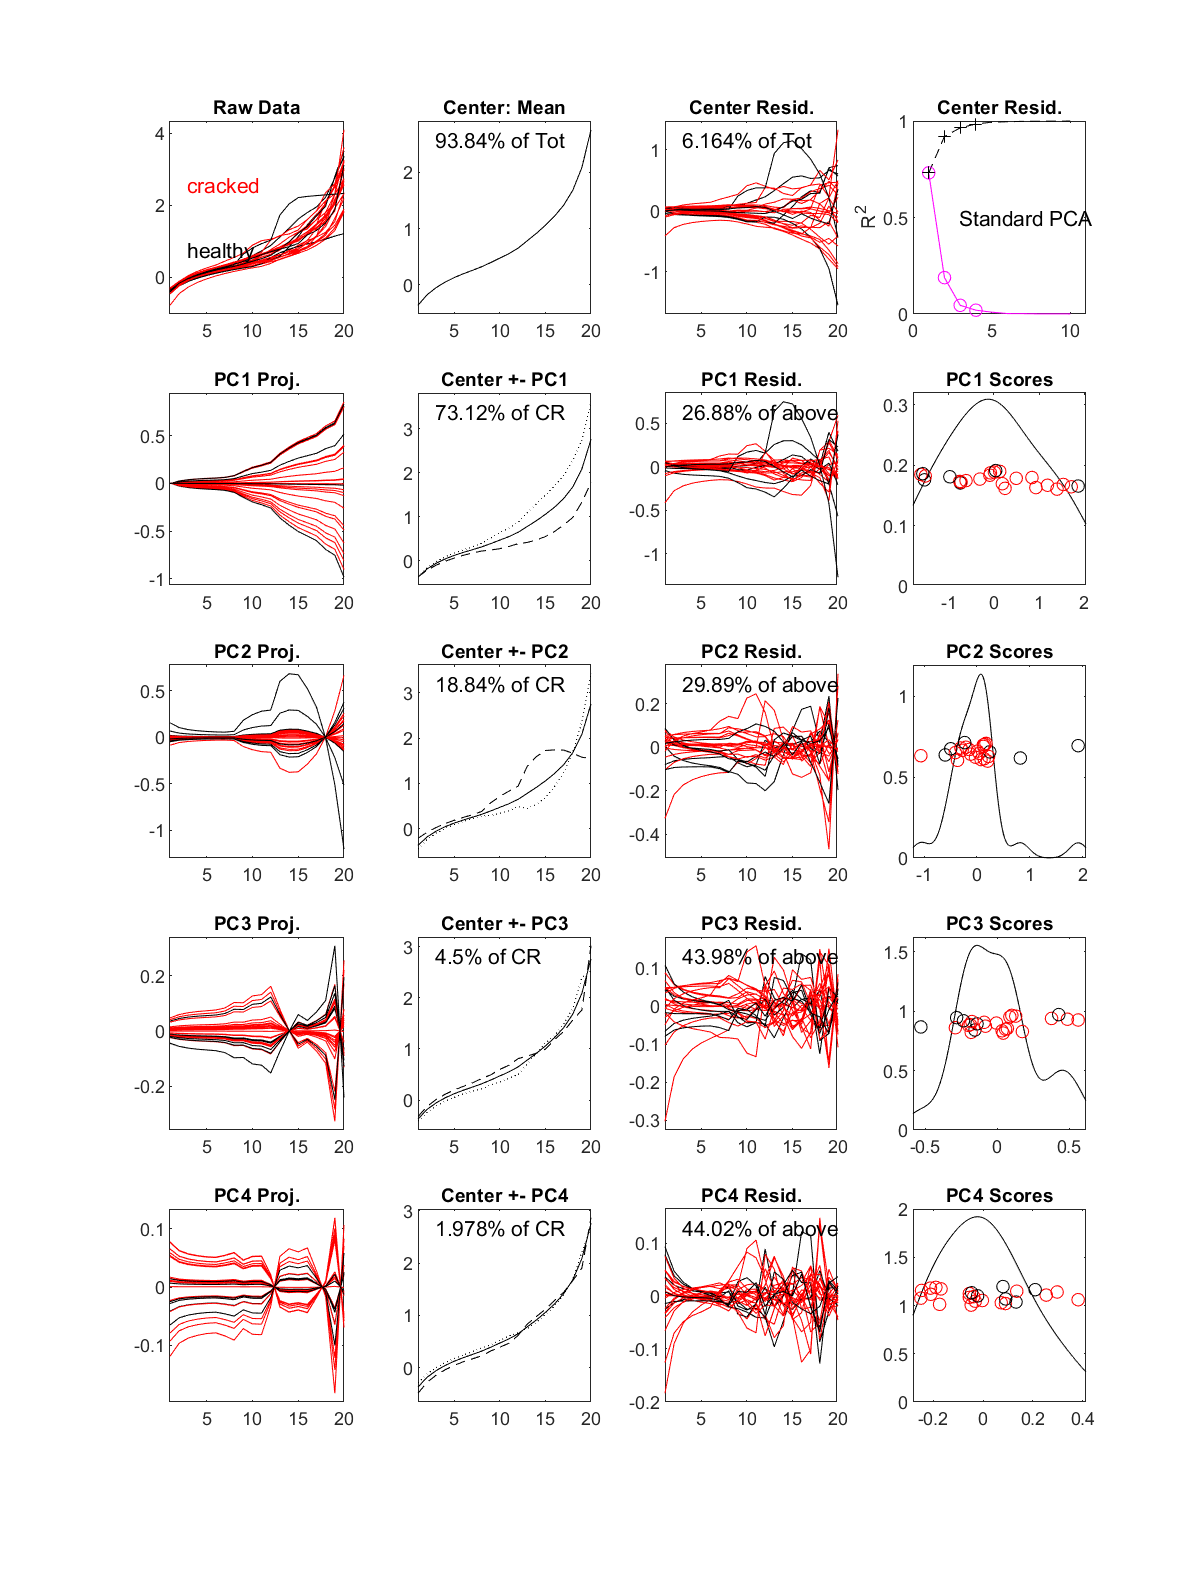 Raw Data
Center: Mean
Center Resid.
Center Resid.
4
2
0
cracked
healthy
5 10 15 20
93.84% of Tot
2
1
0
5 10 15 20
6.164% of Tot
1
0
-1
5 10 15 20
1
0.5
0
R2
Standard PCA
0 5 10
PC1 Proj.
Center +- PC1
PC1 Resid.
PC1 Scores
0.5
0
-0.5
-1
5 10 15 20
73.12% of CR
3
2
1
0
5 10 15 20
26.88% of above
0.5
0
-0.5
-1
5 10 15 20
0.3
0.2
0.1
0
-1 0 1 2
PC2 Proj.
Center +- PC2
PC2 Resid.
PC2 Scores
0.5
0
-0.5
-1
5 10 15 20
18.84% of CR
3
2
1
0
5 10 15 20
29.89% of above
0.2
0
-0.2
-0.4
5 10 15 20
1
0.5
0
-1 0 1 2
PC3 Proj.
Center +- PC3
PC3 Resid.
PC3 Scores
0.2
0
-0.2
5 10 15 20
4.5% of CR
3
2
1
0
5 10 15 20
43.98% of above
0.1
0
-0.1
-0.2
-0.3
5 10 15 20
1.5
1
0.5
0
-0.5 0 0.5
PC4 Proj.
Center +- PC4
PC4 Resid.
PC4 Scores
0.1
0
-0.1
5 10 15 20
1.978% of CR
3
2
1
0
5 10 15 20
44.02% of above
0.1
0
-0.1
-0.2
5 10 15 20
2
1.5
1
0.5
0
-0.2 0 0.2 0.4